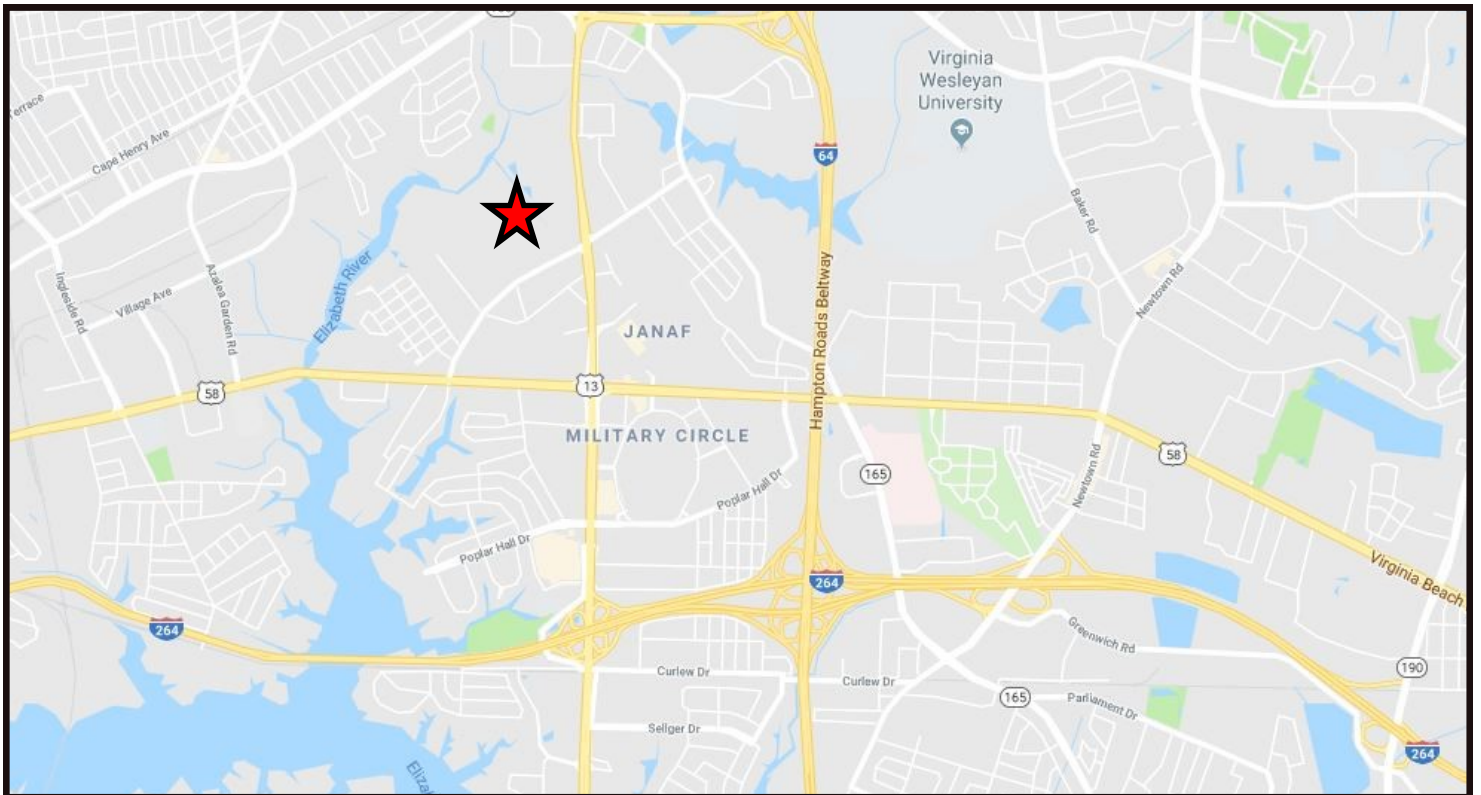 Terrace
Cape Henry Ave
Virginia
Wesleyan
University
64
Baker Rd
Ingleside Rd
Azalea Garden Rd
Village Ave
Elizabeth River
Hampton Roads Beltway
Newtown Rd
JANAF
58
13
MILITARY CIRCLE
165
Newtown Rd
58
Poplar Hall Dr
Poplar Hall Dr
264
264
Virginia Beach
Greenwich Rd
190
Curlew Dr
Curlew Dr
165
Parliament Dr
Sellger Dr
264
Eliza